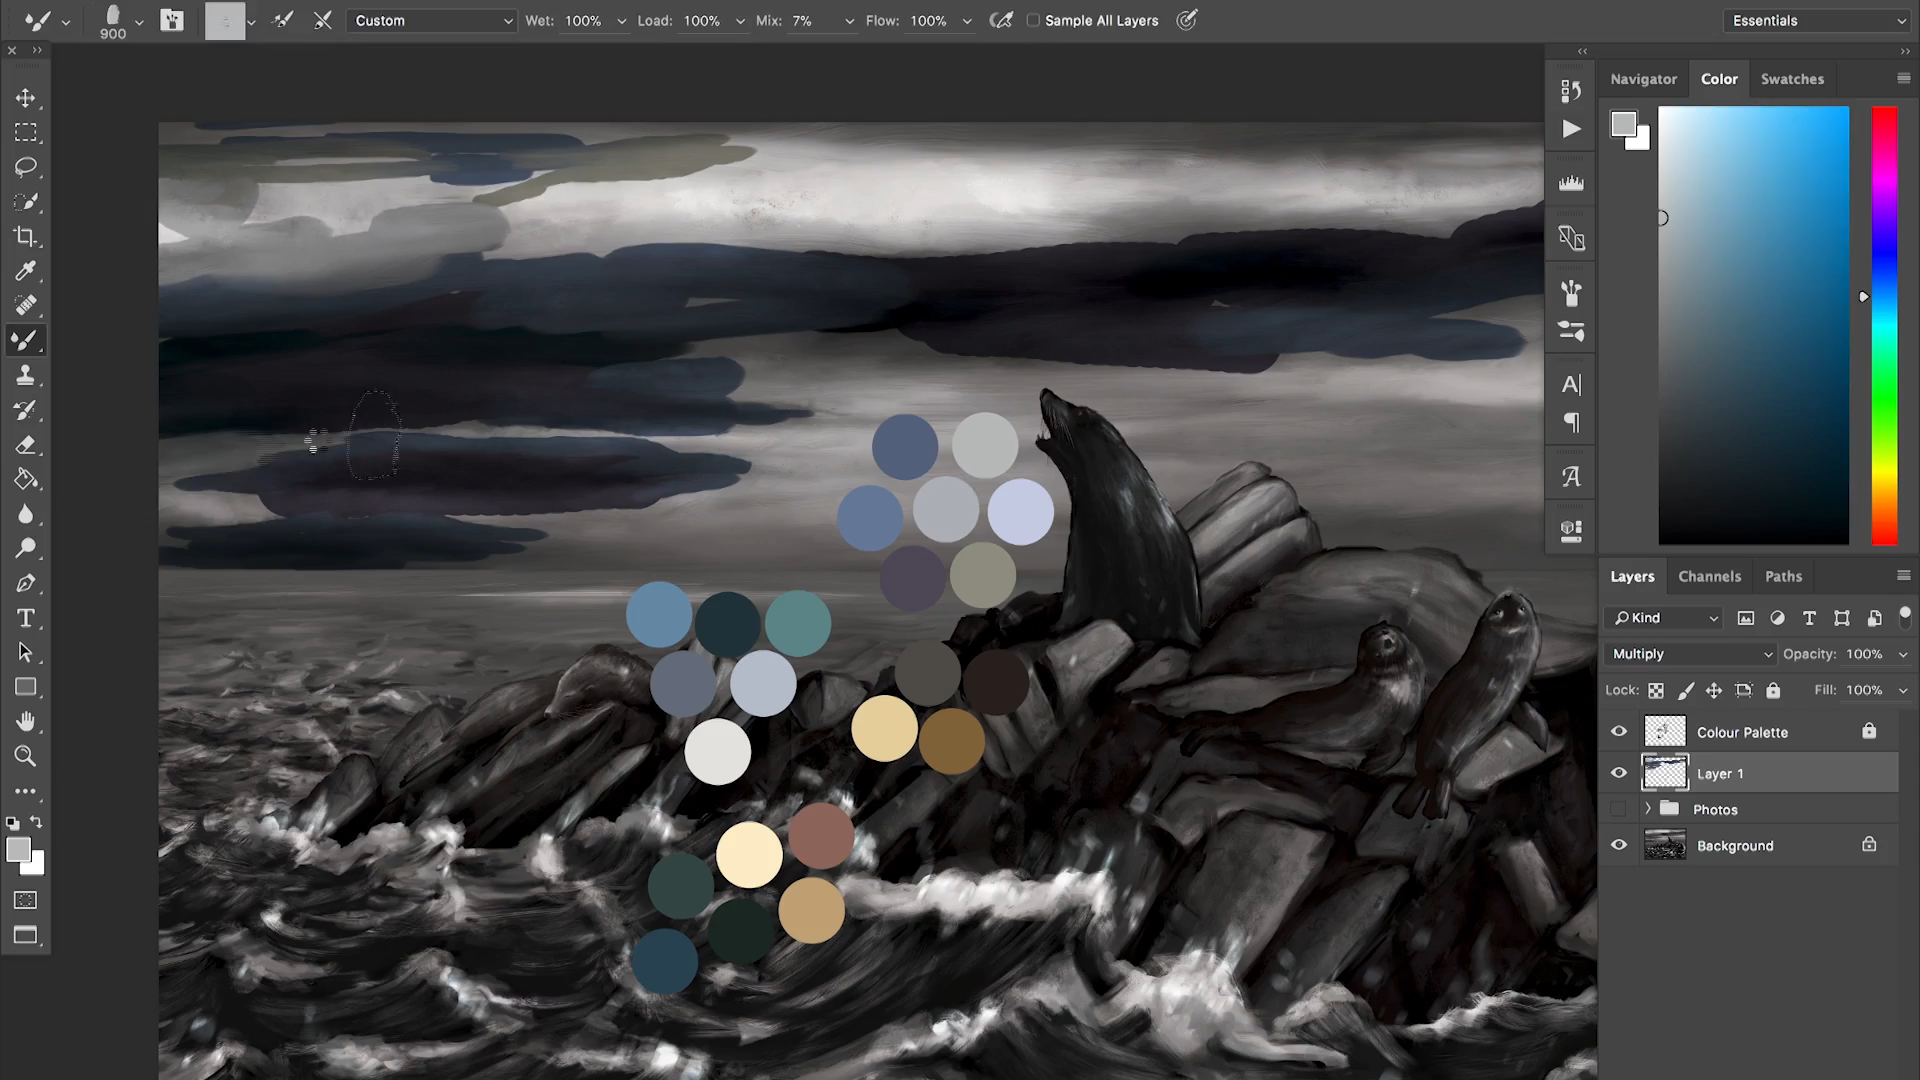 900
Custom
Wet: 100%
Load: 100%
Mix: 7%
Flow: 100%
Sample All Layers
Essentials
Navigator
Color
Swatches
Layers
Channels
Paths
Kind
Multiply
Opacity: 100%
Lock:
Fill: 100%
Colour Palette
Layer 1
Photos
Background